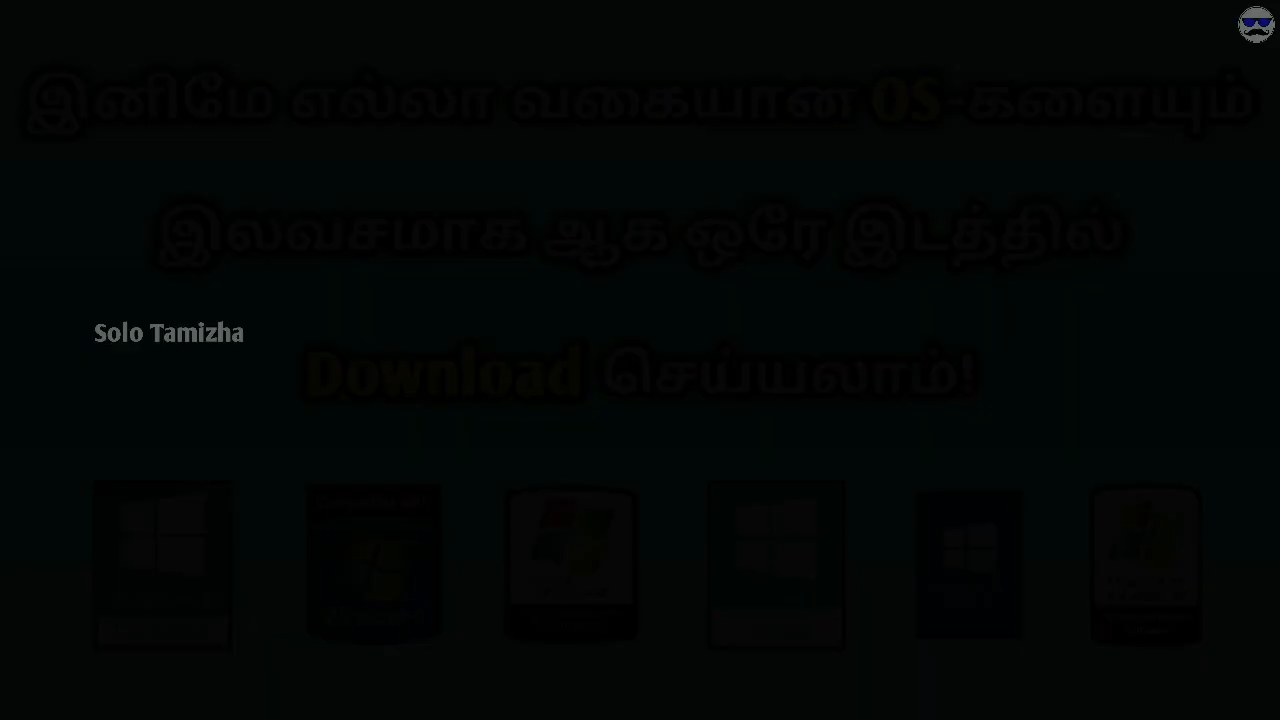 இனிமே எல்லா வகையான OS-களையும்
இலவசமாக ஆக ஒரே இடத்தில்
Solo Tamizha
Download செய்யலாம்!